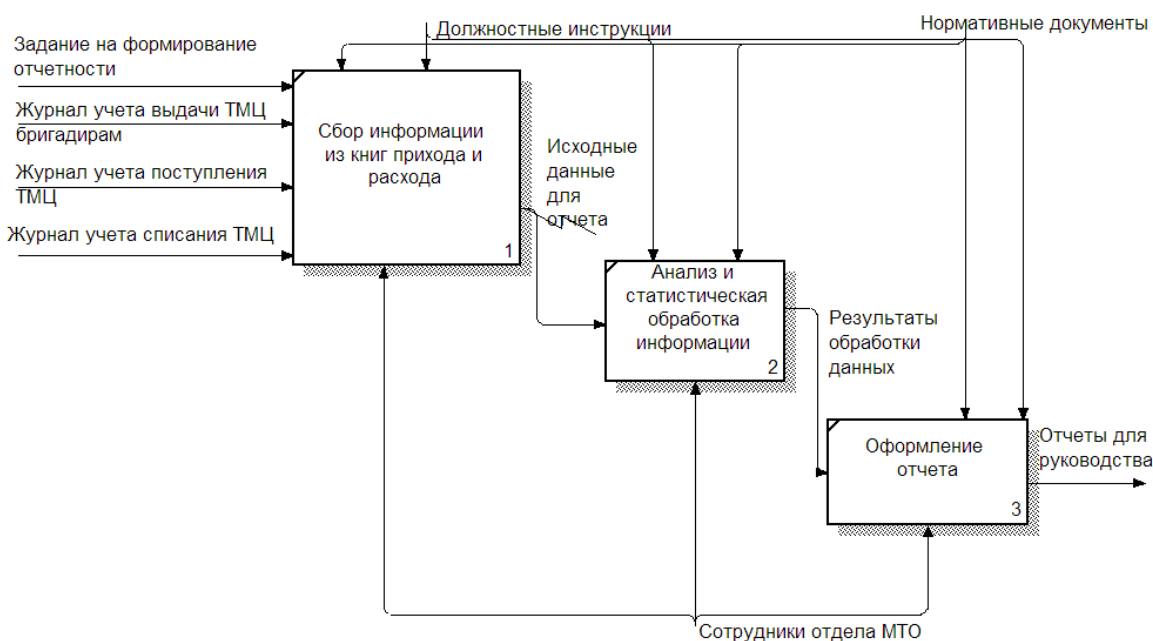 Должностные инструкции
Нормативные документы
Задание на формирование
отчетности
Журнал учета выдачи ТМЦ
бригадирам
Журнал учета поступления
ТМЦ
Журнал учета списания ТМЦ
Сбор информации
из книг прихода и
расхода
1
Исходные
данные
для
отчета
Анализ и
статистическая
обработка
информации
2
Результаты
обработки
данных
Оформление
отчета
3
Отчеты для
руководства
Сотрудники отдела МТО